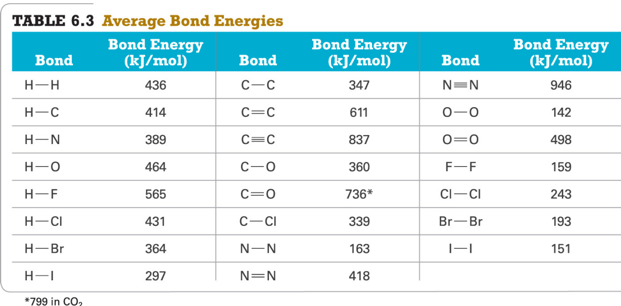 TABLE 6.3 Average Bond Energies
Bond Bond Energy (kJ/mol) Bond Bond Energy (kJ/mol) Bond Bond Energy (kJ/mol)
H—H 436 C—C 347 N≡N 946
H—C 414 C=C 611 O—O 142
H—N 389 C≡C 837 O=O 498
H—O 464 C—O 360 F—F 159
H—F 565 C=O 736* Cl—Cl 243
H—Cl 431 C—Cl 339 Br—Br 193
H—Br 364 N—N 163 I—I 151
H—I 297 N=N 418
*799 in CO₂